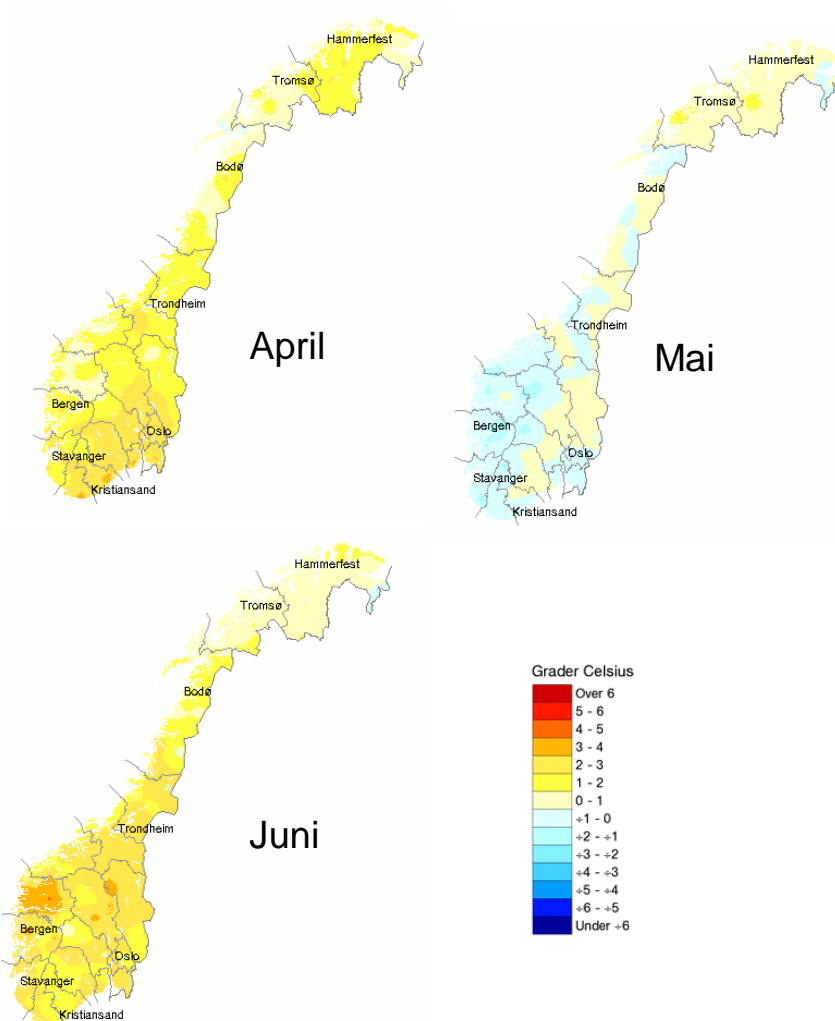 Hammerfest
Tromsø
Bodø
Trondheim
Bergen
Oslo
Stavanger
Kristiansand
April
Hammerfest
Tromsø
Bodø
Trondheim
Bergen
Oslo
Stavanger
Kristiansand
Mai
Hammerfest
Tromsø
Bodø
Trondheim
Bergen
Oslo
Stavanger
Kristiansand
Juni
Grader Celsius
Over 6
5 - 6
4 - 5
3 - 4
2 - 3
1 - 2
0 - 1
÷1 - 0
÷2 - ÷1
÷3 - ÷2
÷4 - ÷3
÷5 - ÷4
÷6 - ÷5
Under ÷6